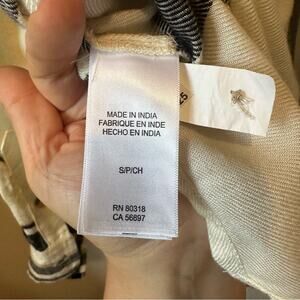 MADE IN INDIA
FABRIQUE EN INDE
HECHO EN INDIA
S/P/CH
RN 80318
CA 56897